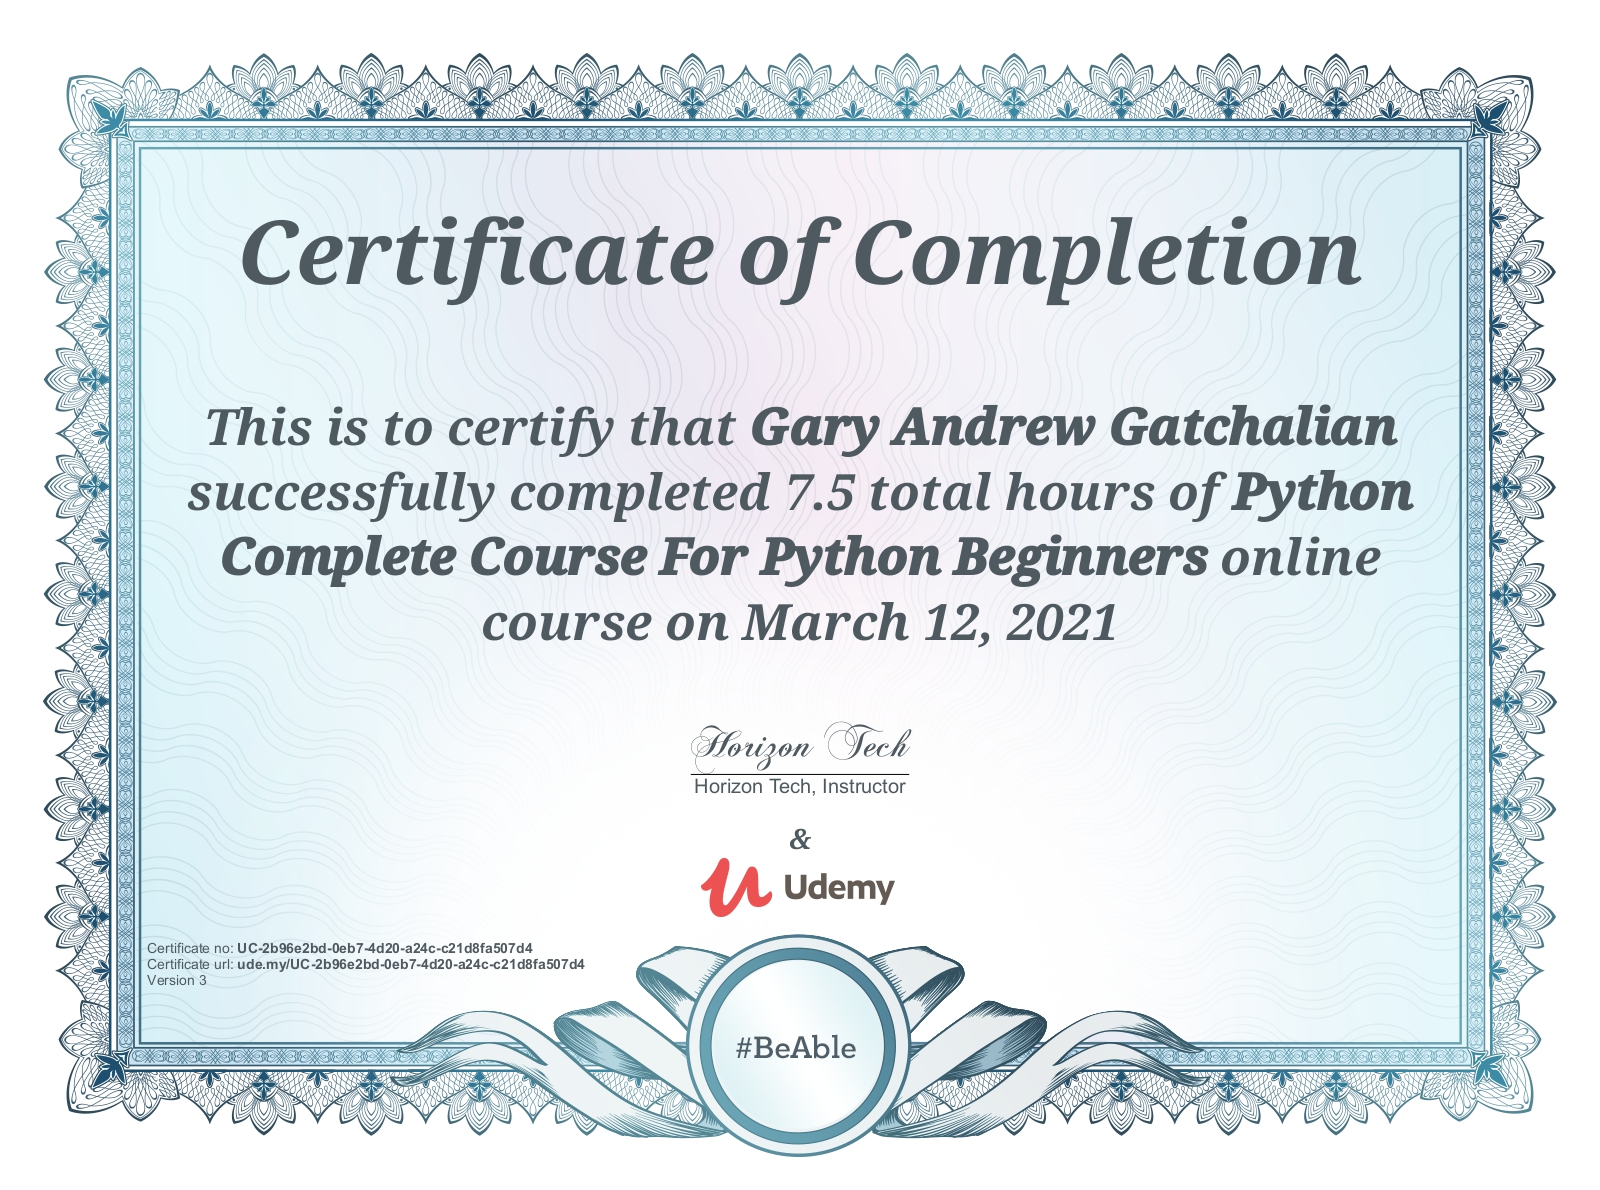 Certificate of Completion
This is to certify that Gary Andrew Gatchalian
successfully completed 7.5 total hours of Python
Complete Course For Python Beginners online
course on March 12, 2021
Horizon Tech
Horizon Tech, Instructor
&
Udemy
Certificate no: UC-2b96e2bd-0eb7-4d20-a24c-c21d8fa507d4
Certificate url: ude.my/UC-2b96e2bd-0eb7-4d20-a24c-c21d8fa507d4
Version 3
#BeAble